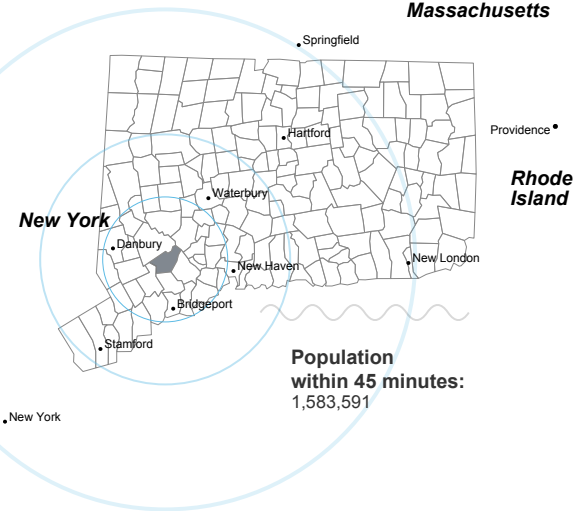 Massachusetts
Springfield
Hartford
Providence
Waterbury
Rhode
Island
New York
Danbury
New Haven
New London
Bridgeport
Stamford
Population
within 45 minutes:
1,583,591
New York